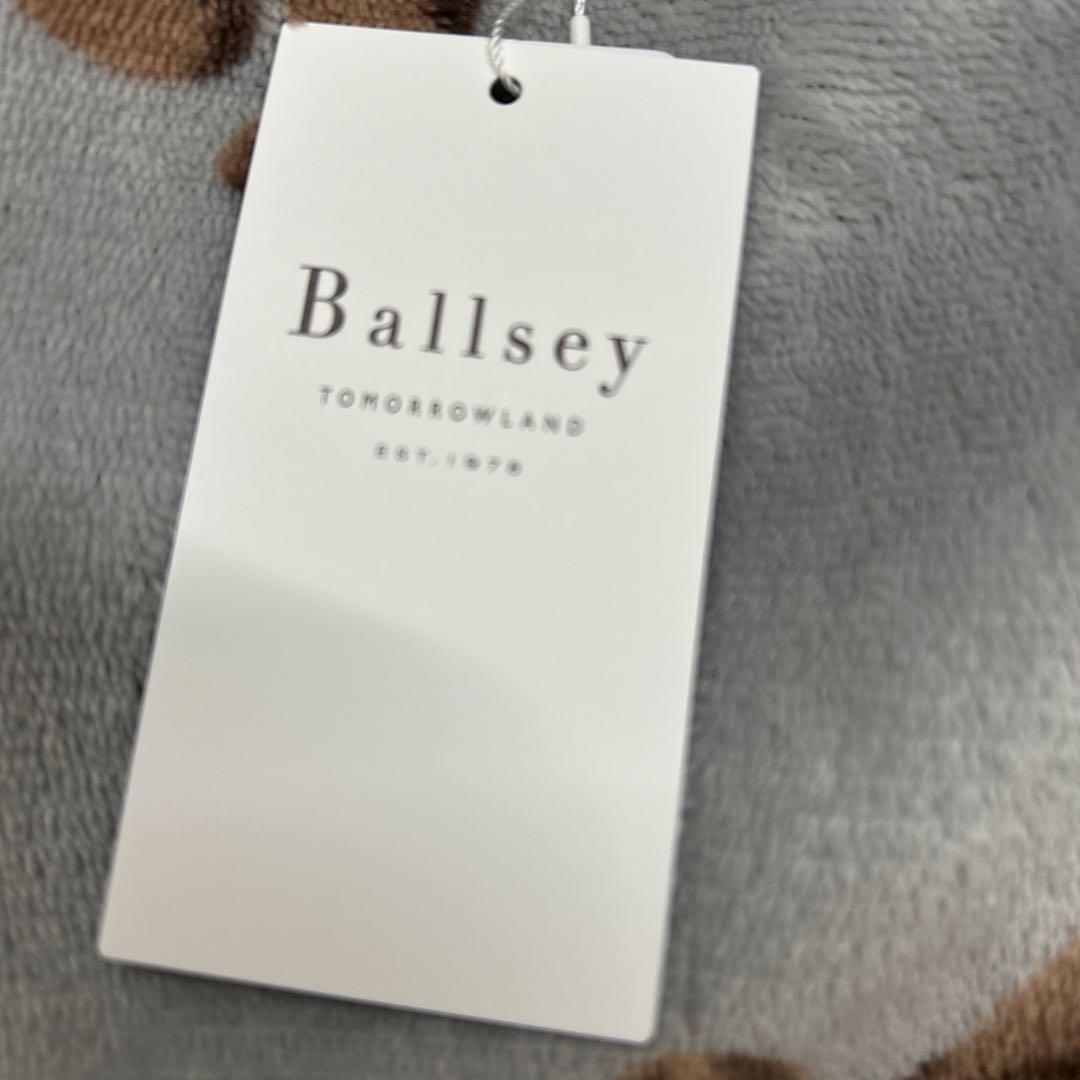 Ballsey
TOMORROWLAND
EST. 1978